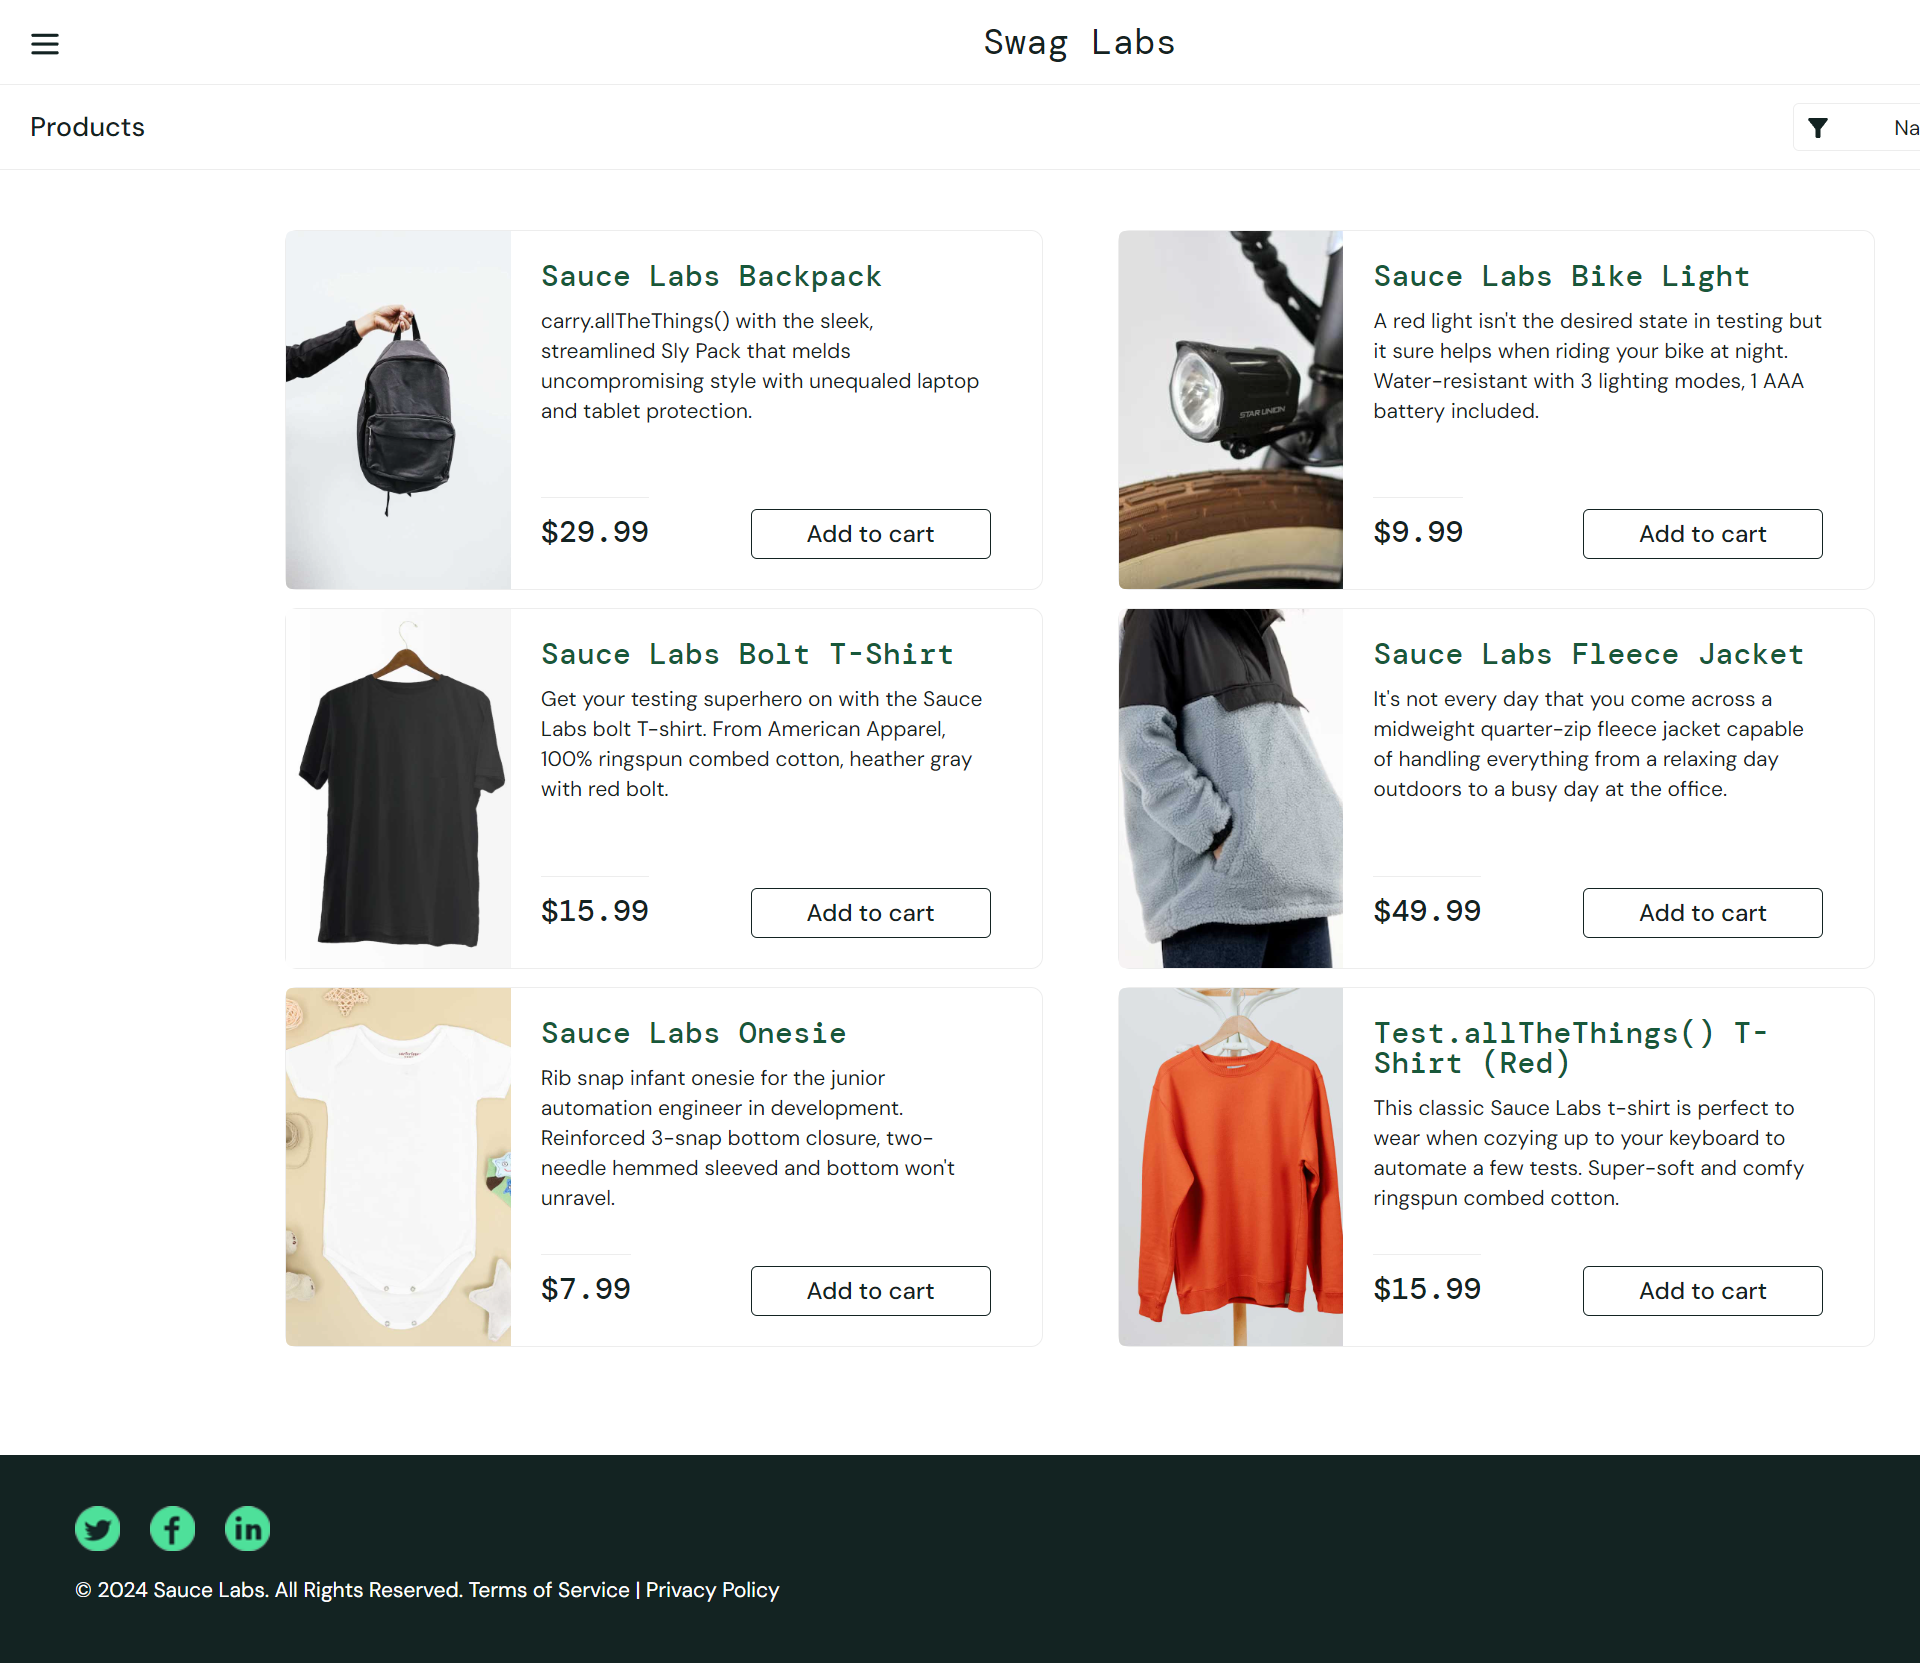 Swag Labs
Products
Na
Sauce Labs Backpack
carry.allTheThings() with the sleek,
streamlined Sly Pack that melds
uncompromising style with unequaled laptop
and tablet protection.
$29.99
Add to cart
Sauce Labs Bike Light
A red light isn't the desired state in testing but
it sure helps when riding your bike at night.
Water-resistant with 3 lighting modes, 1 AAA
battery included.
STAR UNION
$9.99
Add to cart
Sauce Labs Bolt T-Shirt
Get your testing superhero on with the Sauce
Labs bolt T-shirt. From American Apparel,
100% ringspun combed cotton, heather gray
with red bolt.
$15.99
Add to cart
Sauce Labs Fleece Jacket
It's not every day that you come across a
midweight quarter-zip fleece jacket capable
of handling everything from a relaxing day
outdoors to a busy day at the office.
$49.99
Add to cart
Sauce Labs Onesie
Rib snap infant onesie for the junior
automation engineer in development.
Reinforced 3-snap bottom closure, two-
needle hemmed sleeved and bottom won't
unravel.
$7.99
Add to cart
Test.allTheThings() T-
Shirt (Red)
This classic Sauce Labs t-shirt is perfect to
wear when cozying up to your keyboard to
automate a few tests. Super-soft and comfy
ringspun combed cotton.
$15.99
Add to cart
© 2024 Sauce Labs. All Rights Reserved. Terms of Service | Privacy Policy